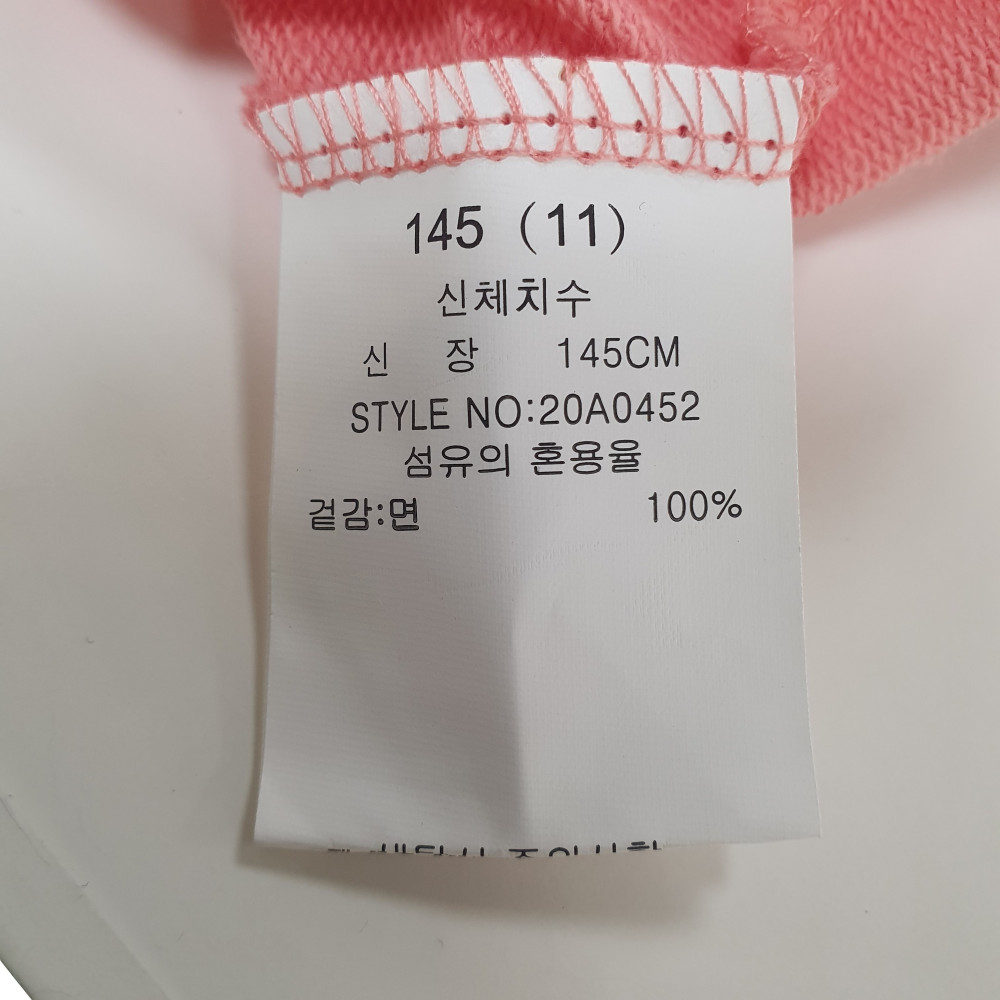 145 (11)
신체치수
신 장 145CM
STYLE NO:20A0452
섬유의 혼용율
겉감:면 100%